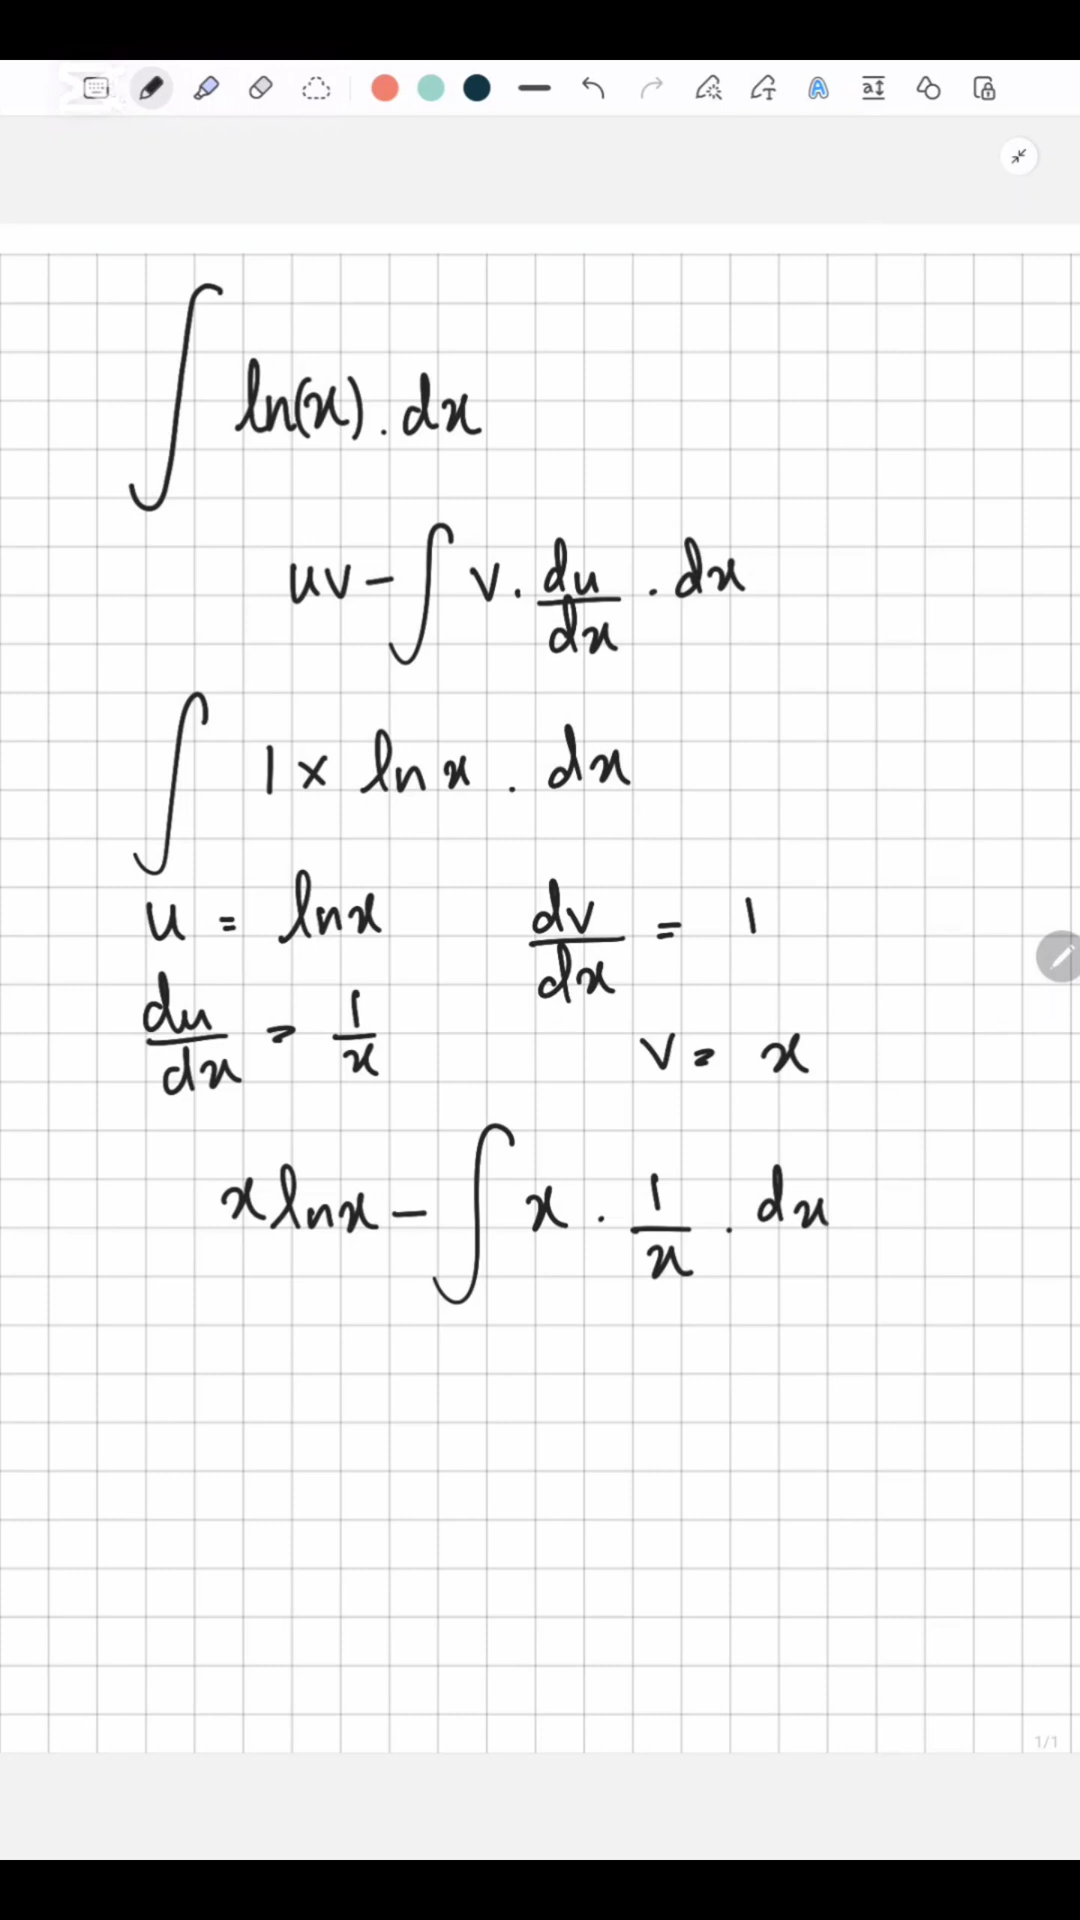 ∫ ln(x) . dx
uv - ∫ v . du/dx . dx
∫ 1 x ln x . dx
u = ln x    dv/dx = 1
du/dx = 1/x    v = x
x ln x - ∫ x . 1/x . dx
1/1